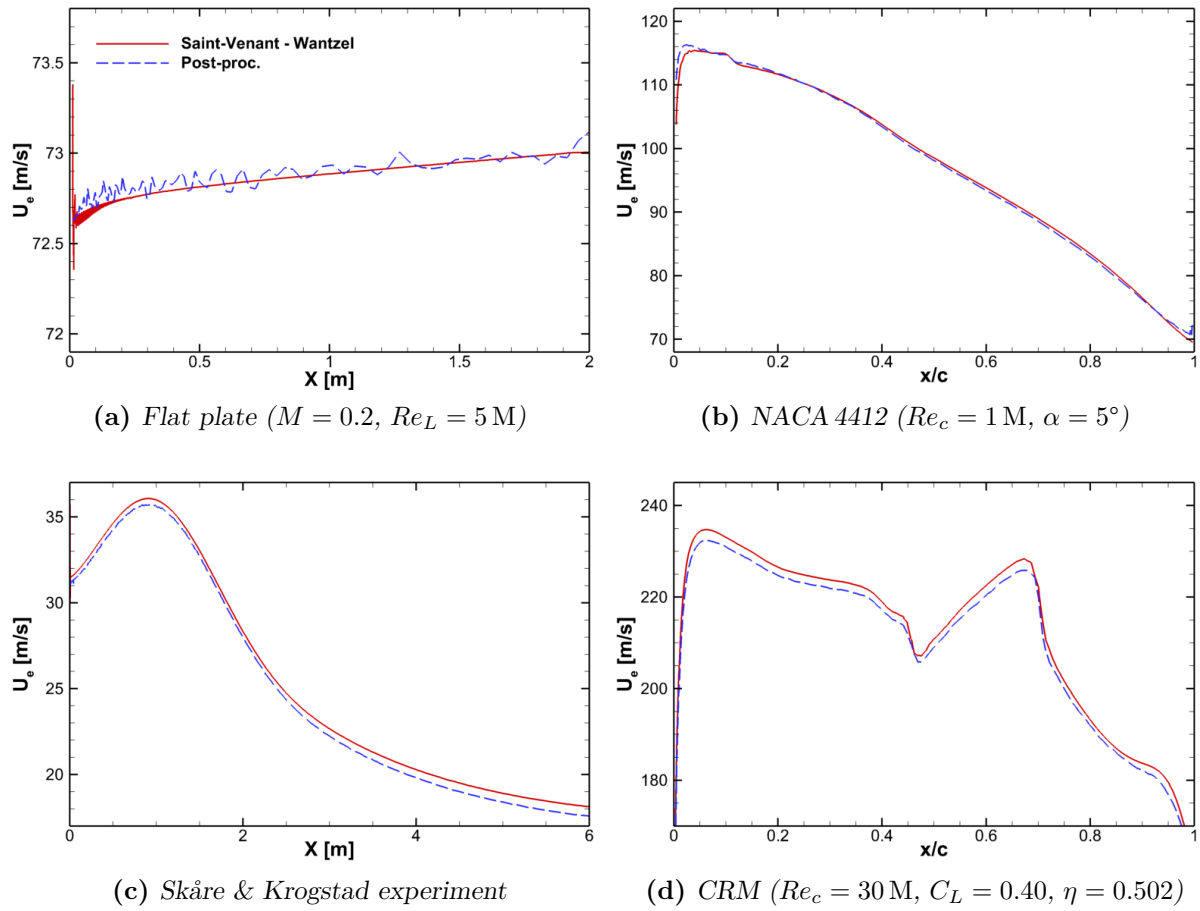 U_e [m/s]
73.5
73
72.5
72
Saint-Venant - Wantzel
Post-proc.
0 0.5 1 1.5 2
X [m]
(a) Flat plate (M = 0.2, Re_L = 5 M)
U_e [m/s]
120
110
100
90
80
70
0 0.2 0.4 0.6 0.8 1
x/c
(b) NACA 4412 (Re_c = 1 M, α = 5°)
U_e [m/s]
35
30
25
20
0 2 4 6
X [m]
(c) Skåre & Krogstad experiment
U_e [m/s]
240
220
200
180
0 0.2 0.4 0.6 0.8 1
x/c
(d) CRM (Re_c = 30 M, C_L = 0.40, η = 0.502)